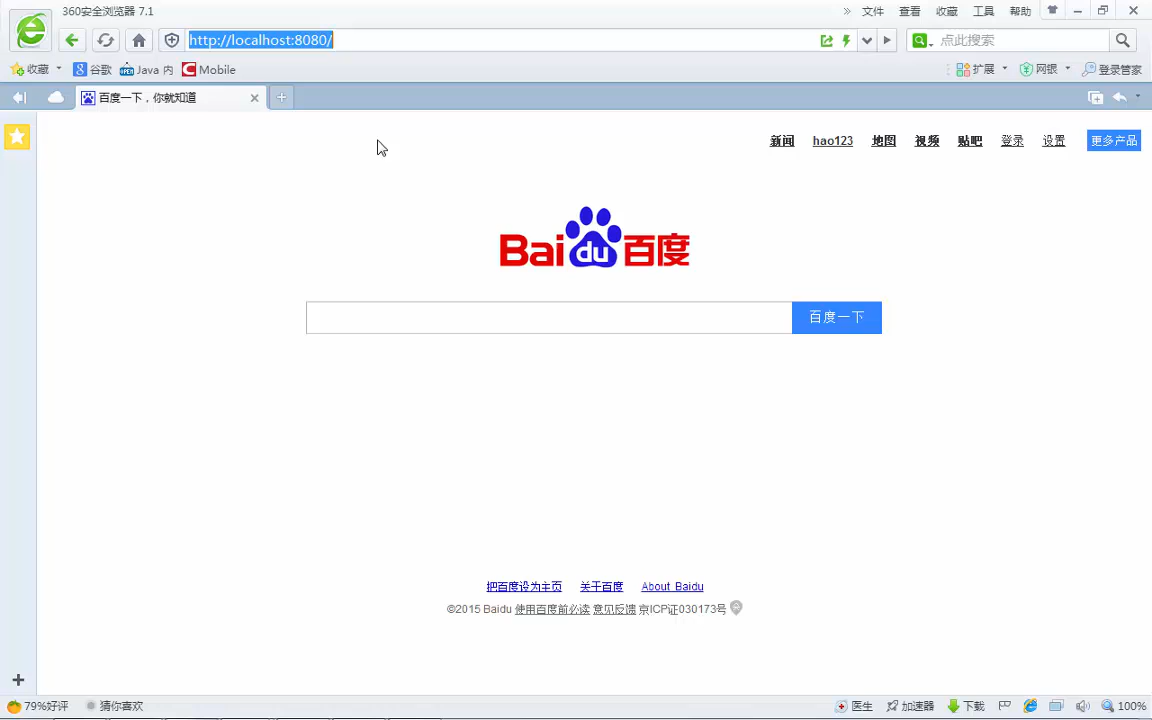 360安全浏览器 7.1
» 文件 查看 收藏 工具 帮助
http://localhost:8080/
点此搜索
收藏 谷歌 Java 内 Mobile
扩展 网银 登录管家
百度一下，你就知道
新闻 hao123 地图 视频 贴吧 登录 设置 更多产品
Bai du 百度
百度一下
把百度设为主页 关于百度 About Baidu
©2015 Baidu 使用百度前必读 意见反馈 京ICP证030173号
79%好评 猜你喜欢
医生 加速器 下载 100%